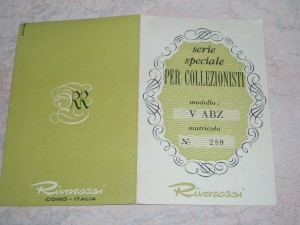 RR
Rivarossi
COMO - ITALIA
serie
speciale
PER COLLEZIONISTI
modello:
V ABZ
matricola
N. 289
Rivarossi